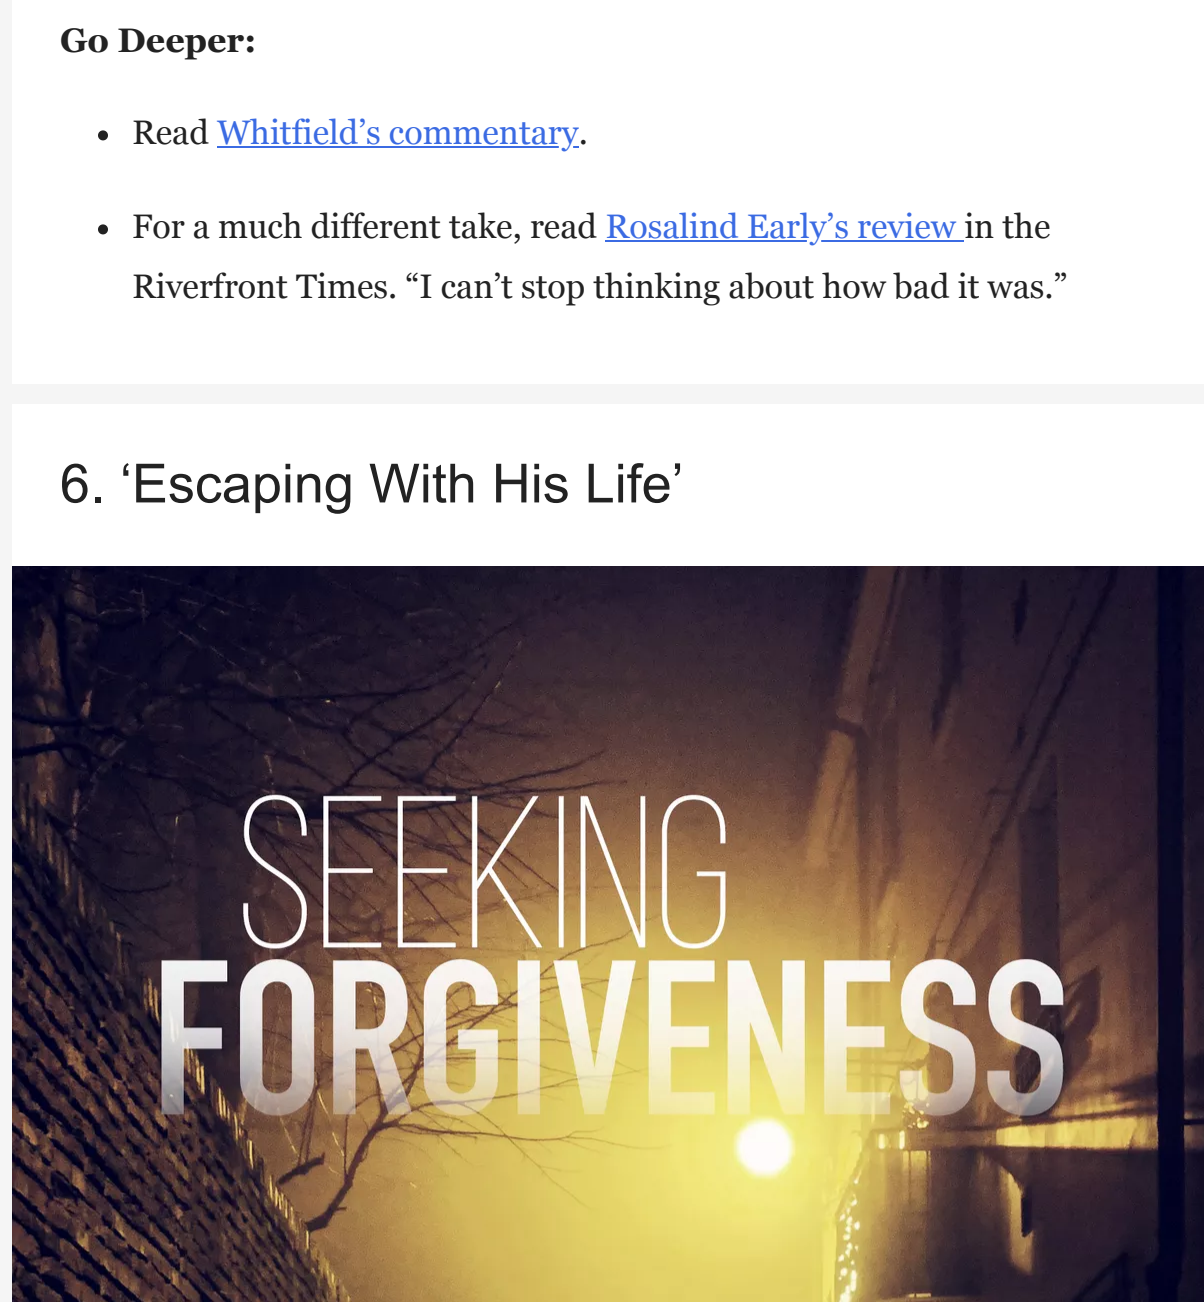 Go Deeper:
• Read Whitfield’s commentary.
• For a much different take, read Rosalind Early’s review in the
Riverfront Times. “I can’t stop thinking about how bad it was.”
6. ‘Escaping With His Life’
SEEKING
FORGIVENESS